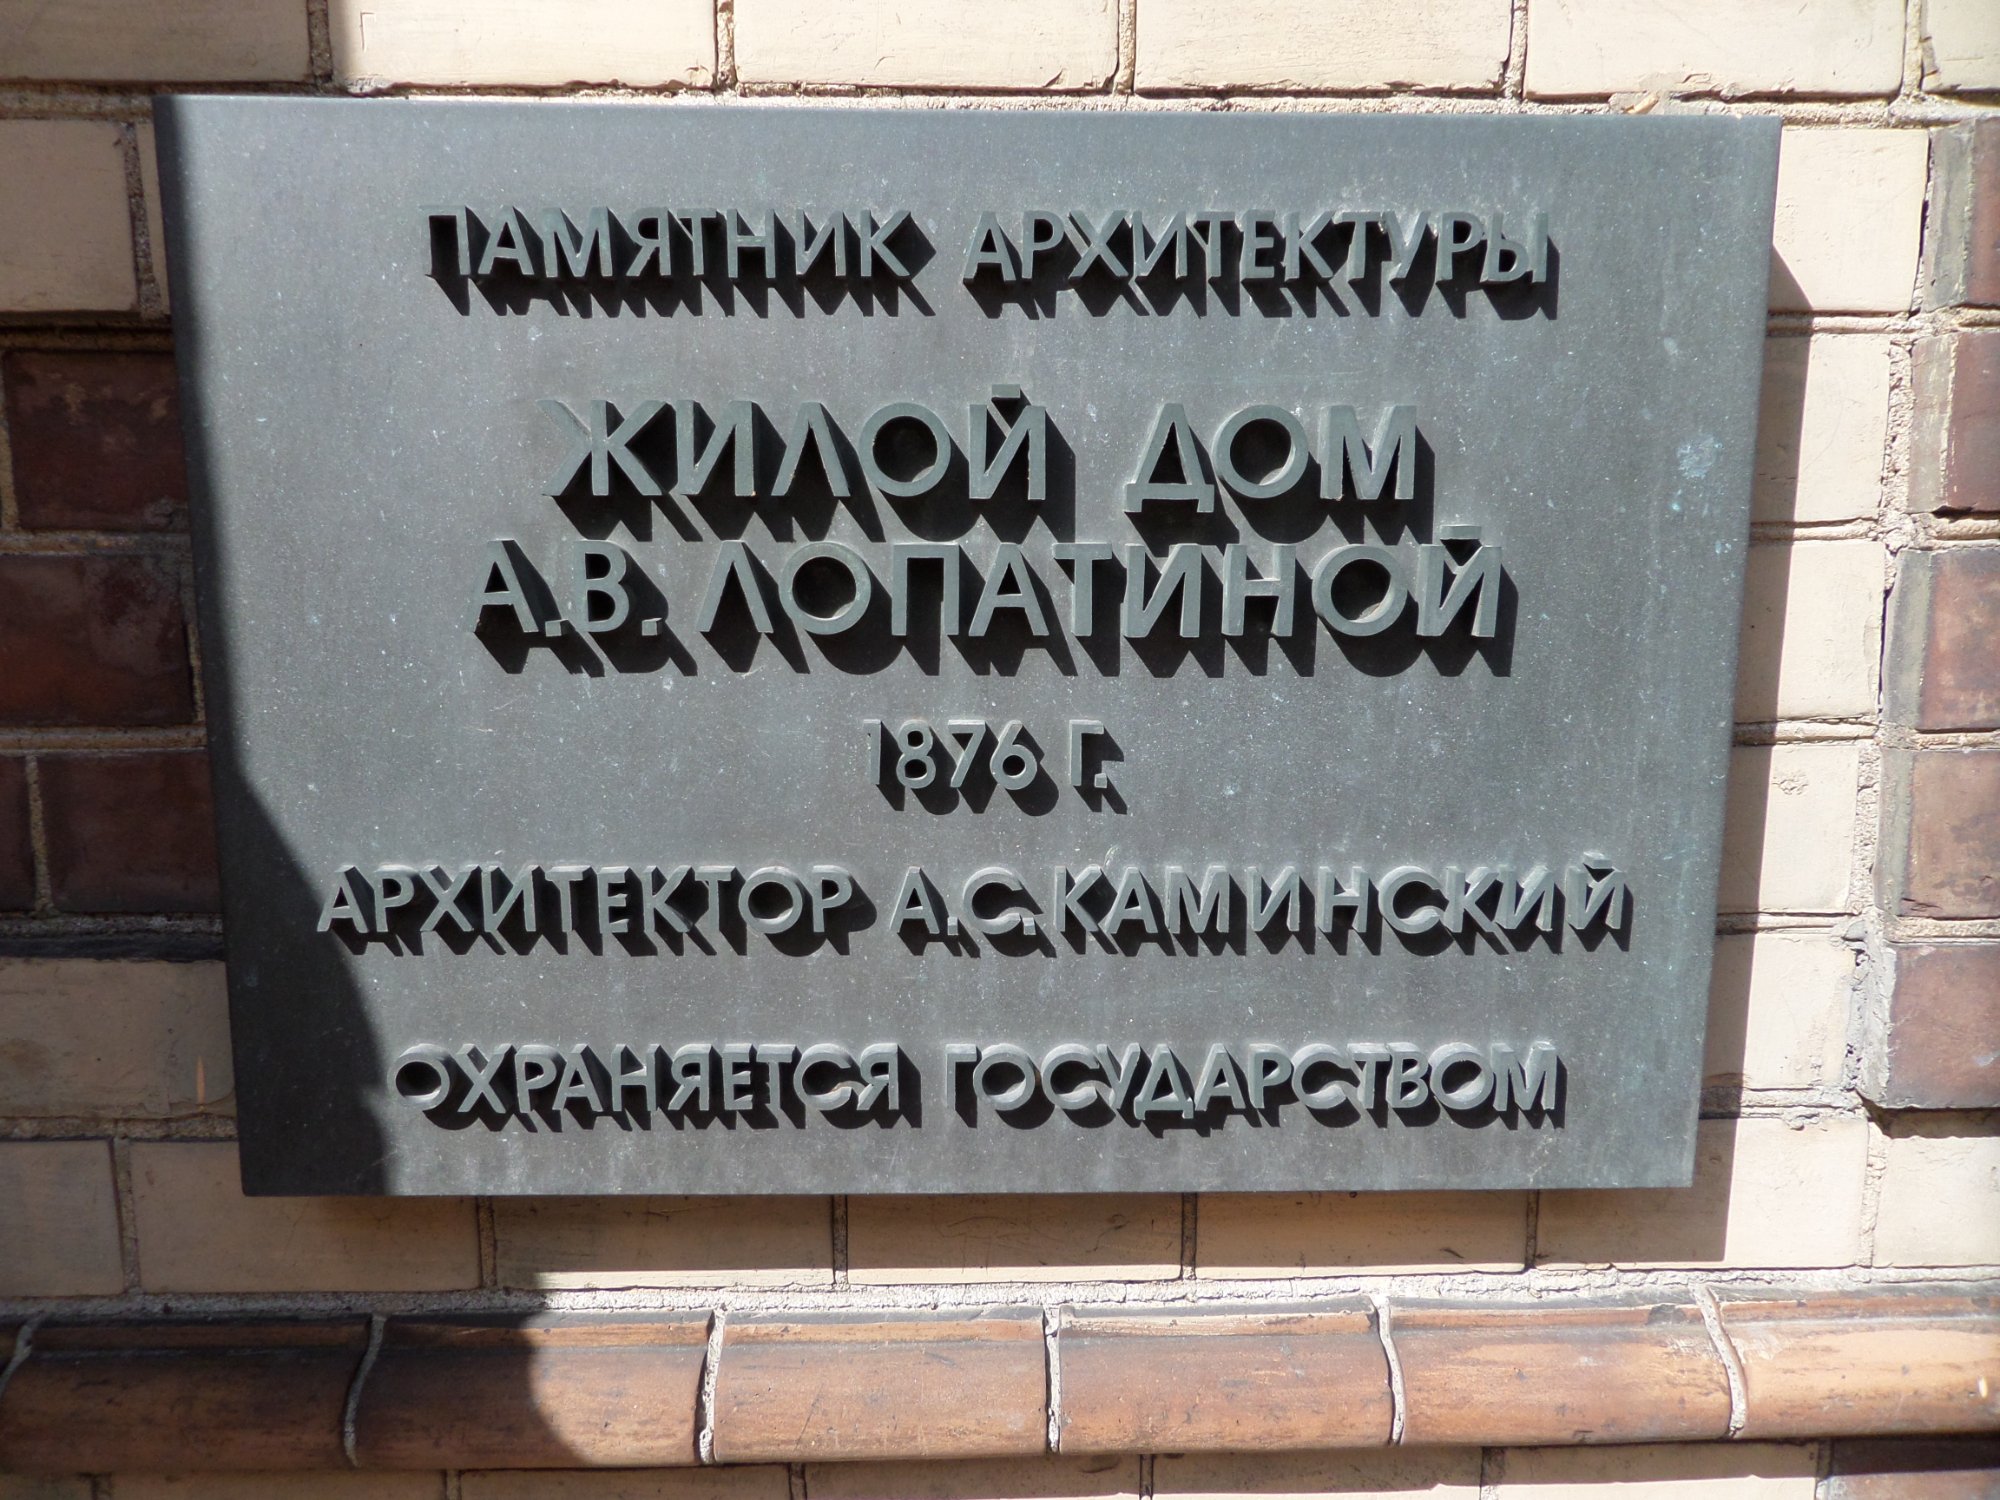 ПАМЯТНИК АРХИТЕКТУРЫ
ЖИЛОЙ ДОМ
А.В. ЛОПАТИНОЙ
1876 Г.
АРХИТЕКТОР А.С. КАМИНСКИЙ
ОХРАНЯЕТСЯ ГОСУДАРСТВОМ